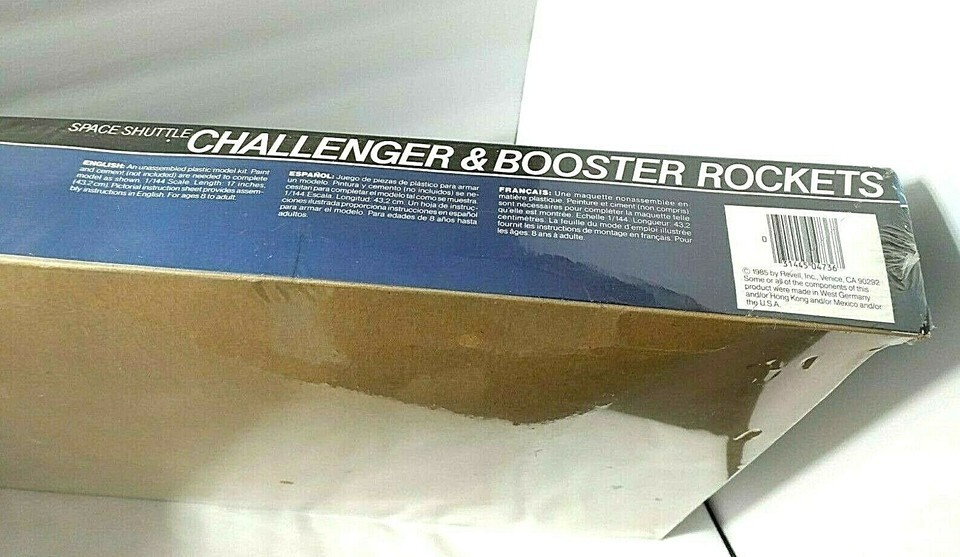 SPACE SHUTTLE CHALLENGER & BOOSTER ROCKETS
ENGLISH: An unassembled plastic model kit. Paint
and cement (not included) are needed to complete
model as shown. 1/144 Scale. Length: 17 inches,
(43.2 cm). Pictorial instruction sheet provides assem-
bly instructions in English. For ages 8 to adult.
ESPAÑOL: Juego de piezas de plastico para armar
un modelo. Pintura y cemento (no incluidos) se ne-
cesitan para completar el modelo tal como se muestra.
1/144 Escala. Longitud: 43,2 cm. Un hoja de instruc-
ciones ilustrada proporciona instrucciones en español
para armar el modelo. Para edades de 8 años hasta
adultos.
FRANÇAIS: Une maquette nonassemblée en
matière plastique. Peinture et ciment (non compris)
sont nécessaires pour compléter la maquette telle
qu'elle est montrée. Echelle 1/144 Longueur: 43,2
centimètres. La feuille du mode d'emploi illustrée
fournit les instructions de montage en français. Pour
les âges: 8 ans à adulte.
0
31445 04736
© 1985 by Revell, Inc., Venice, CA 90292
Some or all of the components of this
product were made in West Germany
and/or Hong Kong and/or Mexico and/or
the U.S.A.